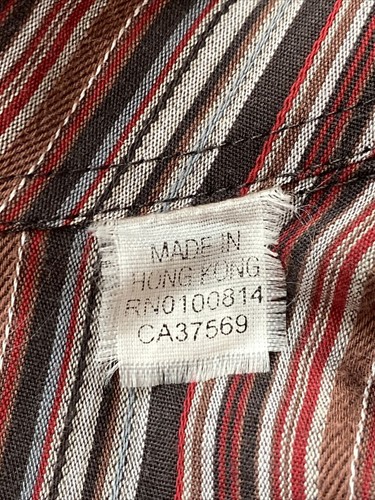 MADE IN
HONG KONG
RN0100814
CA37569